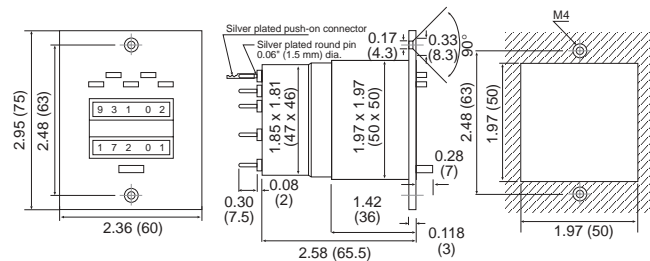 2.95 (75)
2.48 (63)
9 3 1 0 2
1 7 2 0 1
2.36 (60)
Silver plated push-on connector
Silver plated round pin
0.06" (1.5 mm) dia.
1.85 x 1.81
(47 x 46)
1.97 x 1.97
(50 x 50)
0.17
(4.3)
0.33
(8.3)
90°
0.28
(7)
0.30
(7.5)
0.08
(2)
1.42
(36)
0.118
(3)
2.58 (65.5)
M4
2.48 (63)
1.97 (50)
1.97 (50)